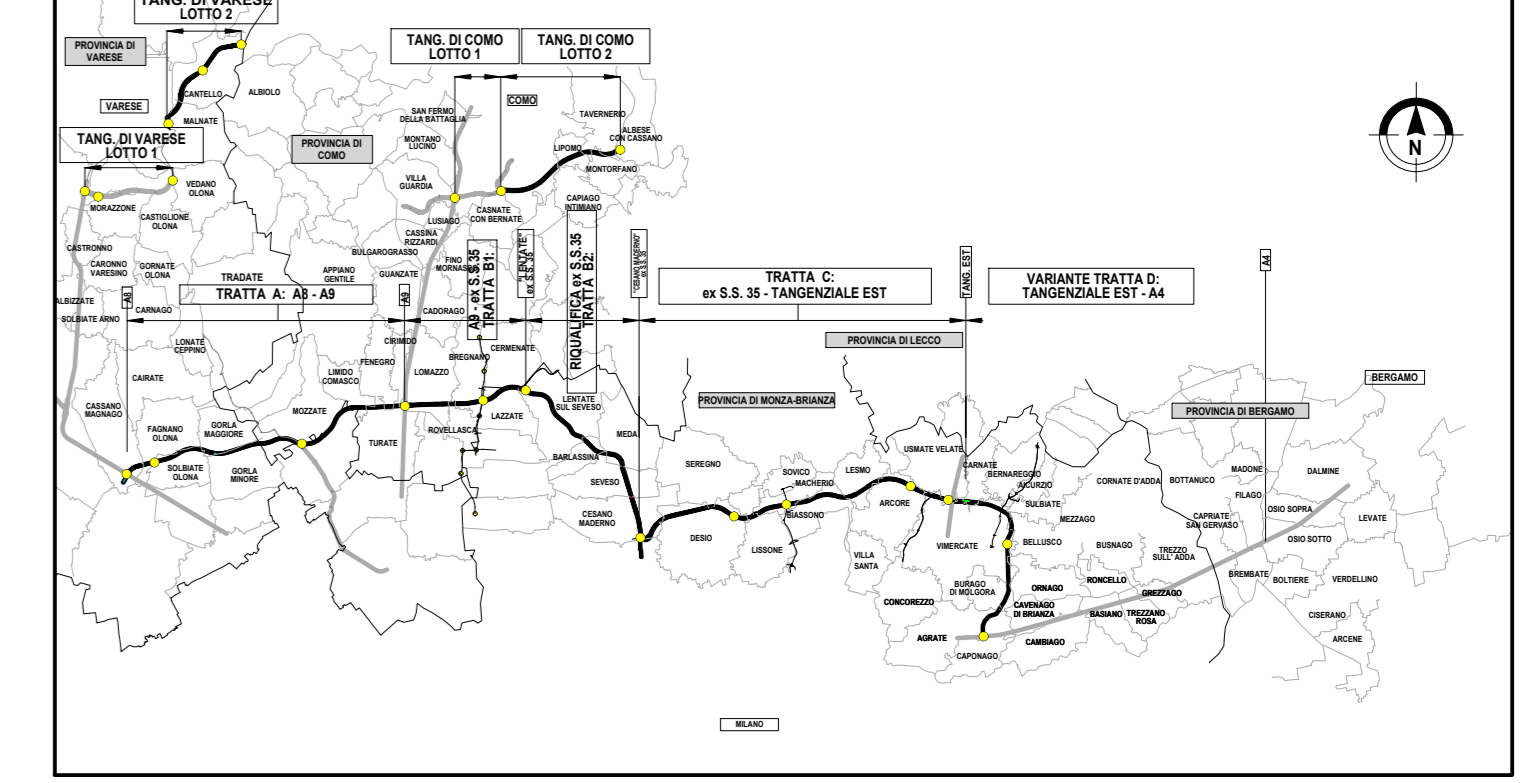 TANG. DI VARESE
LOTTO 2
PROVINCIA DI
VARESE
TANG. DI COMO
LOTTO 1
TANG. DI COMO
LOTTO 2
CANTELLO
ALBIOLO
VARESE
MALNATE
COMO
SAN FERMO
DELLA BATTAGLIA
TAVERNERIO
ALBESE
CON CASSANO
TANG. DI VARESE
LOTTO 1
PROVINCIA DI
COMO
MONTANO
LUCINO
LIPOMO
MONTORFANO
N
VILLA
GUARDIA
VEDANO
OLONA
MORAZZONE
CASTIGLIONE
OLONA
CAPIAGO
INTIMIANO
CASNATE
CON BERNATE
LUSIAGO
CASSINA
RIZZARDI
CASTRONNO
BULGAROGRASSO
FINO
MORNASCO
CARONNO
VARESINO
GORNATE
OLONA
TRADATE
APPIANO
GENTILE
GUANZATE
A9 - ex S.S.35
TRATTA B1:
"LENTATE"
ex S.S. 35
RIQUALIFICA ex S.S.35
TRATTA B2:
"CESANO MADERNO"
ex S.S. 35
TRATTA C:
ex S.S. 35 - TANGENZIALE EST
TANG. EST
VARIANTE TRATTA D:
TANGENZIALE EST - A4
A4
A8
TRATTA A: A8 - A9
A9
ALBIZZATE
CARNAGO
SOLBIATE ARNO
CADORAGO
CIRIMIDO
LONATE
CEPPINO
FENEGRO
BREGNANO
CERMENATE
PROVINCIA DI LECCO
CAIRATE
LIMIDO
COMASCO
LOMAZZO
BERGAMO
CASSANO
MAGNAGO
MOZZATE
LAZZATE
LENTATE
SUL SEVESO
PROVINCIA DI MONZA-BRIANZA
PROVINCIA DI BERGAMO
FAGNANO
OLONA
GORLA
MAGGIORE
TURATE
ROVELLASCA
MEDA
SOLBIATE
OLONA
GORLA
MINORE
BARLASSINA
SEVESO
SEREGNO
SOVICO
MACHERIO
LESMO
USMATE VELATE
CARNATE
BERNAREGGIO
AICURZIO
CORNATE D'ADDA
BOTTANUCO
MADONE
DALMINE
FILAGO
CESANO
MADERNO
BIASSONO
ARCORE
SULBIATE
MEZZAGO
CAPRIATE
SAN GERVASO
OSIO SOPRA
LEVATE
DESIO
LISSONE
VIMERCATE
BELLUSCO
BUSNAGO
TREZZO
SULL' ADDA
OSIO SOTTO
VILLA
SANTA
BREMBATE
BOLTIERE
VERDELLINO
BURAGO
DI MOLGORA
ORNAGO
RONCELLO
GREZZAGO
CONCOREZZO
CAVENAGO
DI BRIANZA
BASIANO
TREZZANO
ROSA
CISERANO
AGRATE
CAMBIAGO
ARCENE
CAPONAGO
MILANO